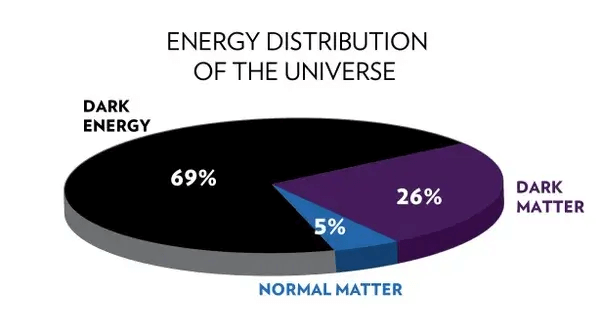 ENERGY DISTRIBUTION
OF THE UNIVERSE
DARK
ENERGY
69%
26%
5%
DARK
MATTER
NORMAL MATTER